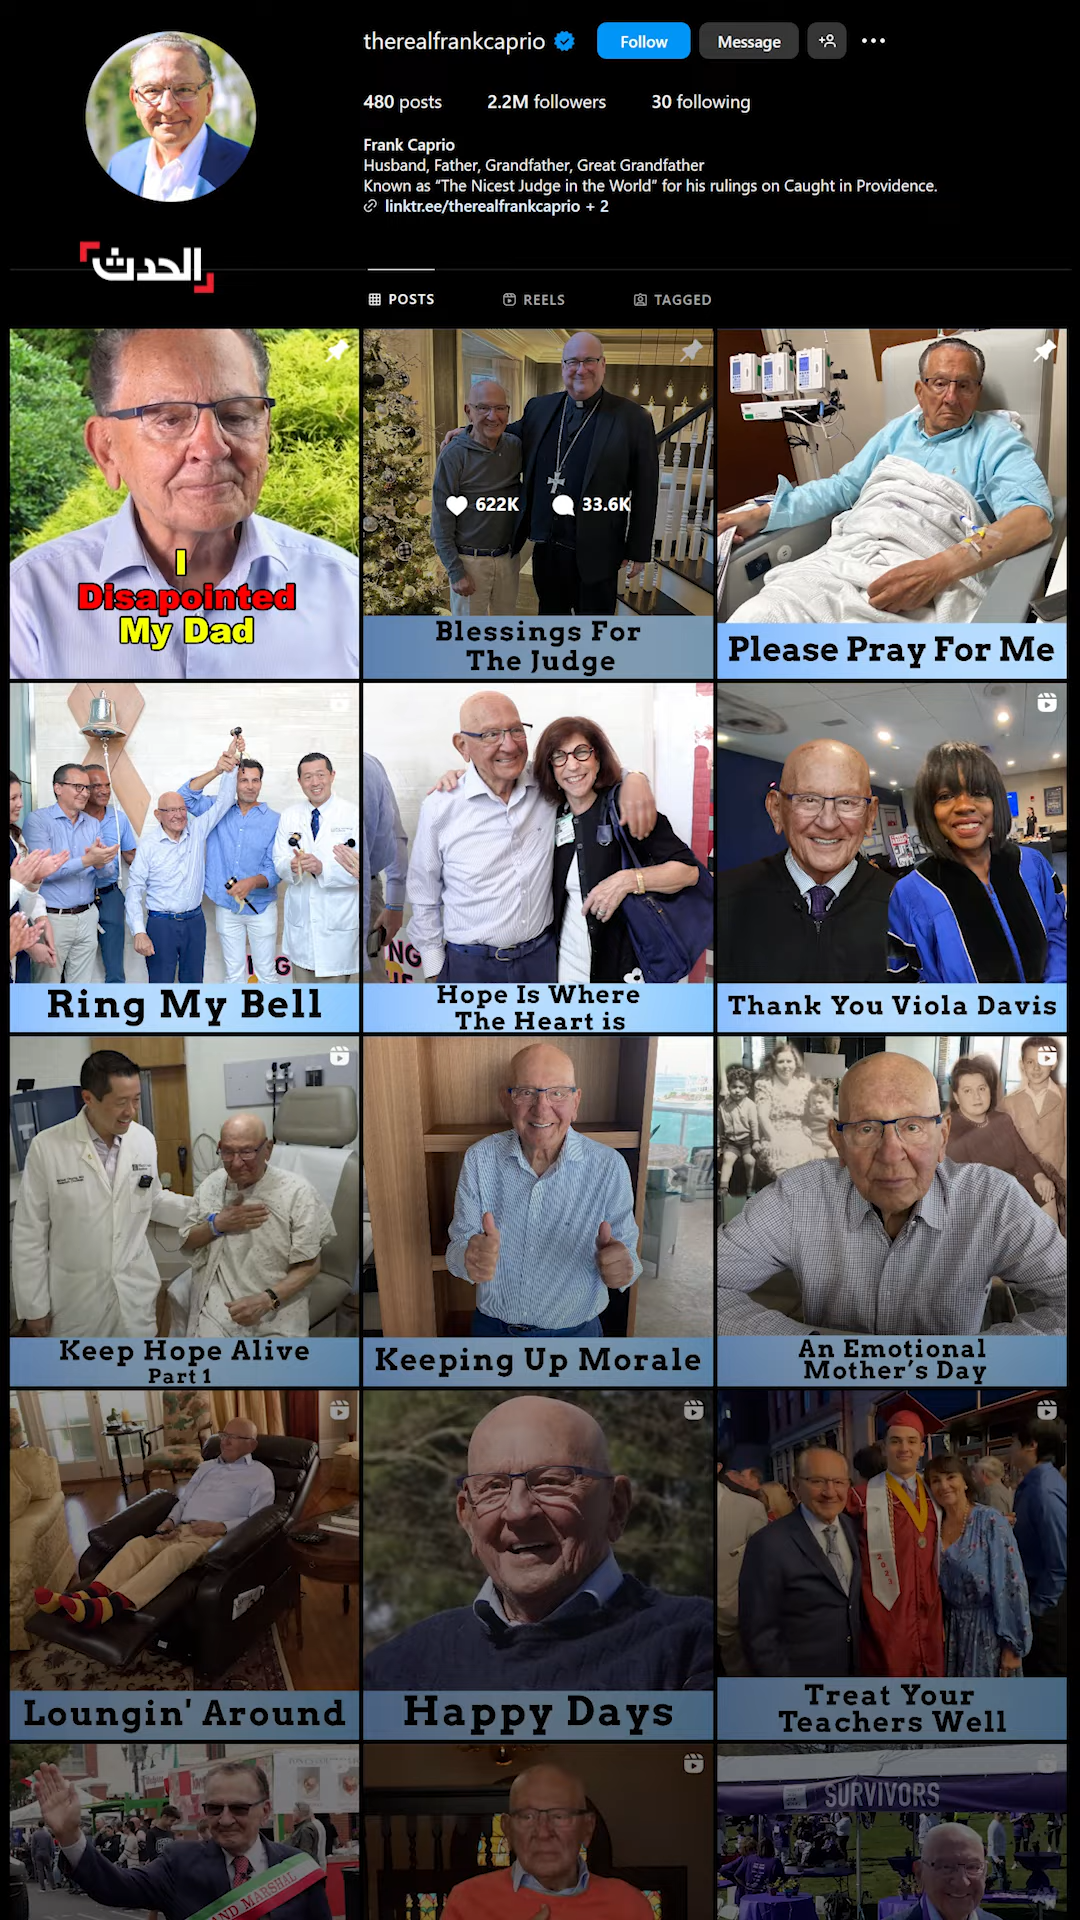 therealfrankcaprio
Follow
Message
480 posts
2.2M followers
30 following
Frank Caprio
Husband, Father, Grandfather, Great Grandfather
Known as “The Nicest Judge in the World” for his rulings on Caught in Providence.
linktr.ee/therealfrankcaprio + 2
الحدث
POSTS
REELS
TAGGED
I
Disapointed
My Dad
622K
33.6K
Blessings For
The Judge
Please Pray For Me
Ring My Bell
Hope Is Where
The Heart is
Thank You Viola Davis
Keep Hope Alive
Part 1
Keeping Up Morale
An Emotional
Mother’s Day
2023
Loungin' Around
Happy Days
Treat Your
Teachers Well
AND MARSHAL
SURVIVORS